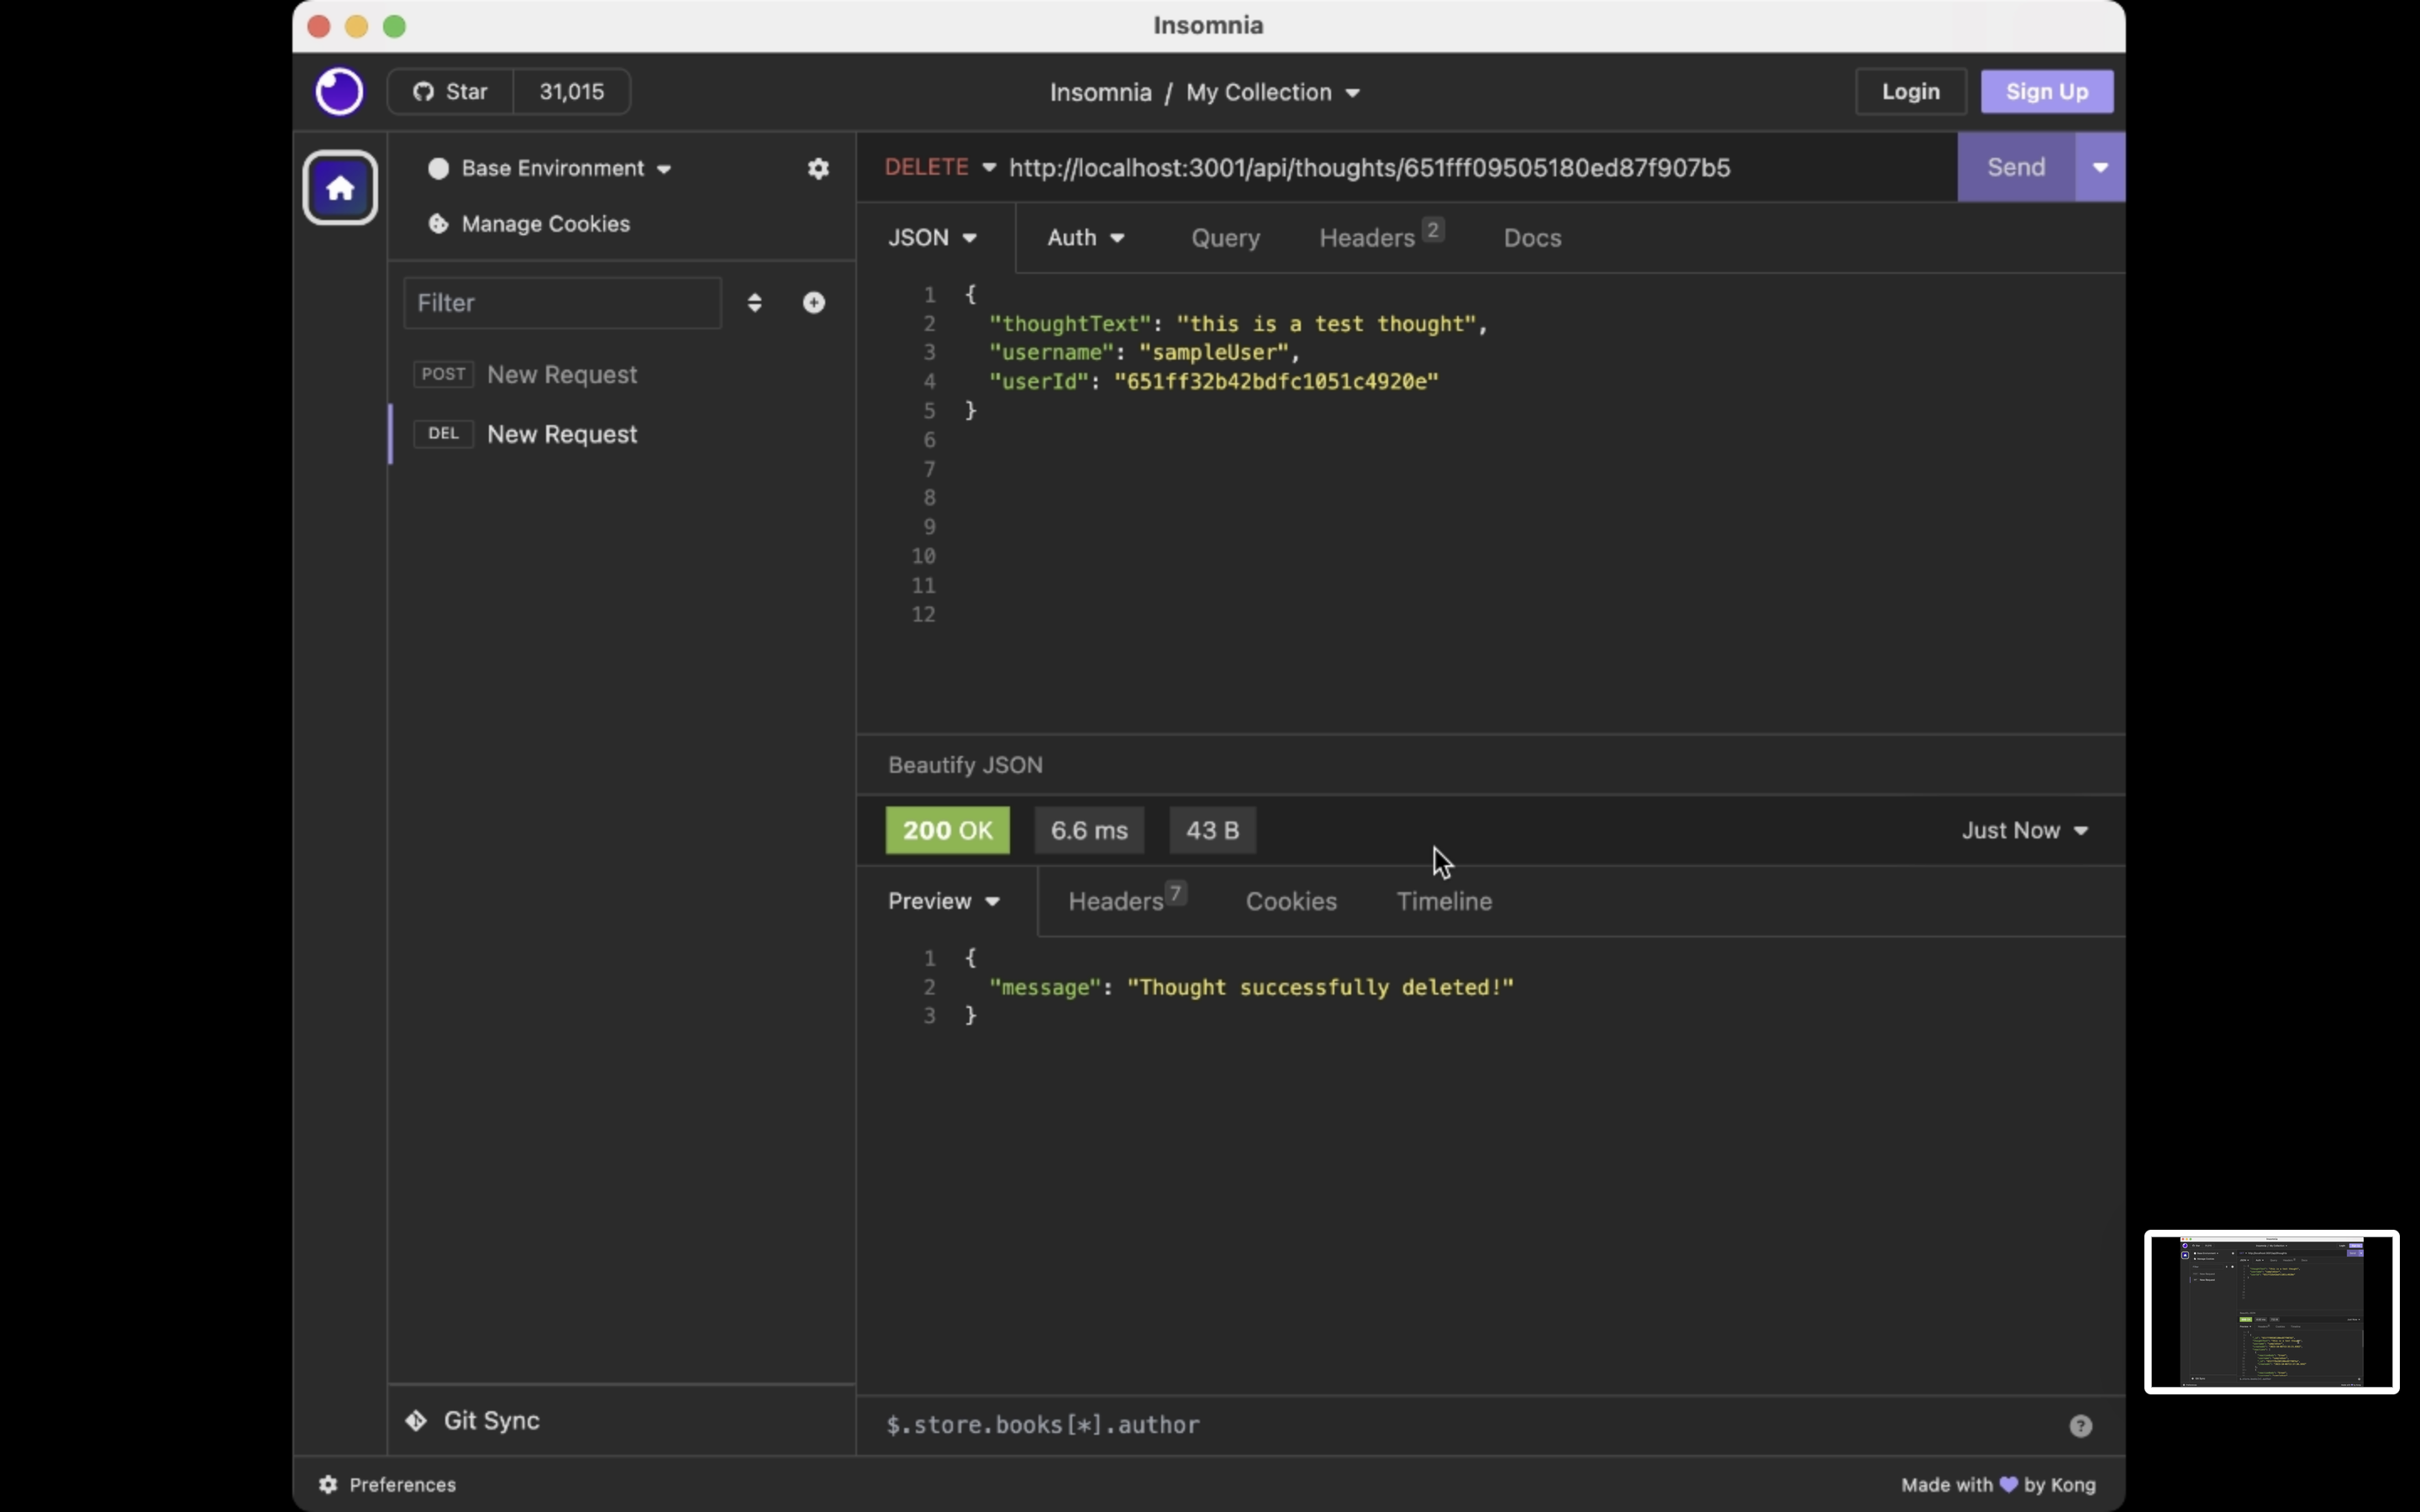 Insomnia
Star 31,015
Insomnia / My Collection
Login Sign Up
Base Environment
Manage Cookies
Filter
POST New Request
DEL New Request
Git Sync
DELETE http://localhost:3001/api/thoughts/651fff09505180ed87f907b5 Send
JSON Auth Query Headers 2 Docs
1 {
2 "thoughtText": "this is a test thought",
3 "username": "sampleUser",
4 "userId": "651ff32b42bdfc1051c4920e"
5 }
6
7
8
9
10
11
12
Beautify JSON
200 OK 6.6 ms 43 B Just Now
Preview Headers 7 Cookies Timeline
1 {
2 "message": "Thought successfully deleted!"
3 }
$.store.books[*].author ?
Preferences Made with 💜 by Kong